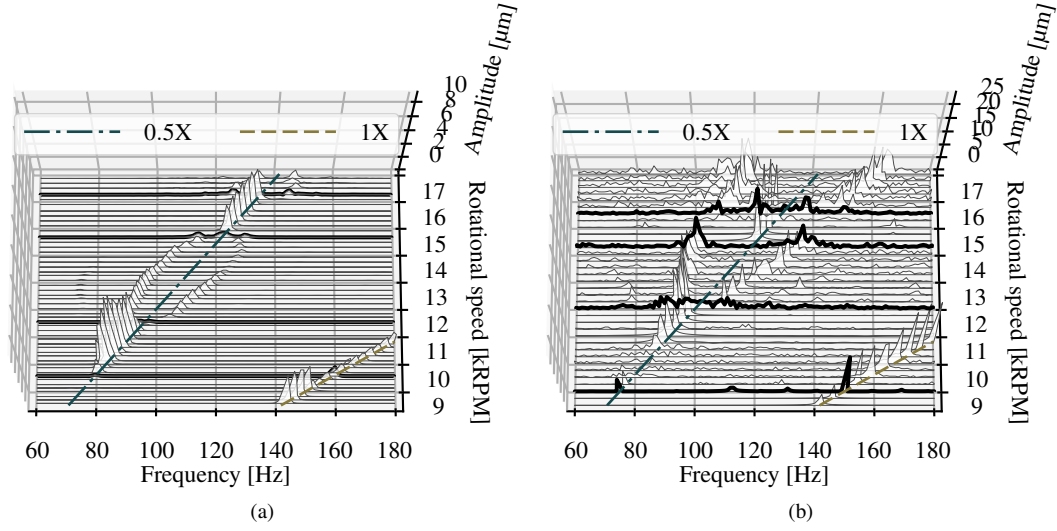 10
8
6
4
2
0
Amplitude [μm]
0.5X
1X
17
16
15
14
13
12
11
10
9
Rotational speed [kRPM]
60 80 100 120 140 160 180
Frequency [Hz]
(a)
25
20
15
10
5
0
Amplitude [μm]
0.5X
1X
17
16
15
14
13
12
11
10
9
Rotational speed [kRPM]
60 80 100 120 140 160 180
Frequency [Hz]
(b)